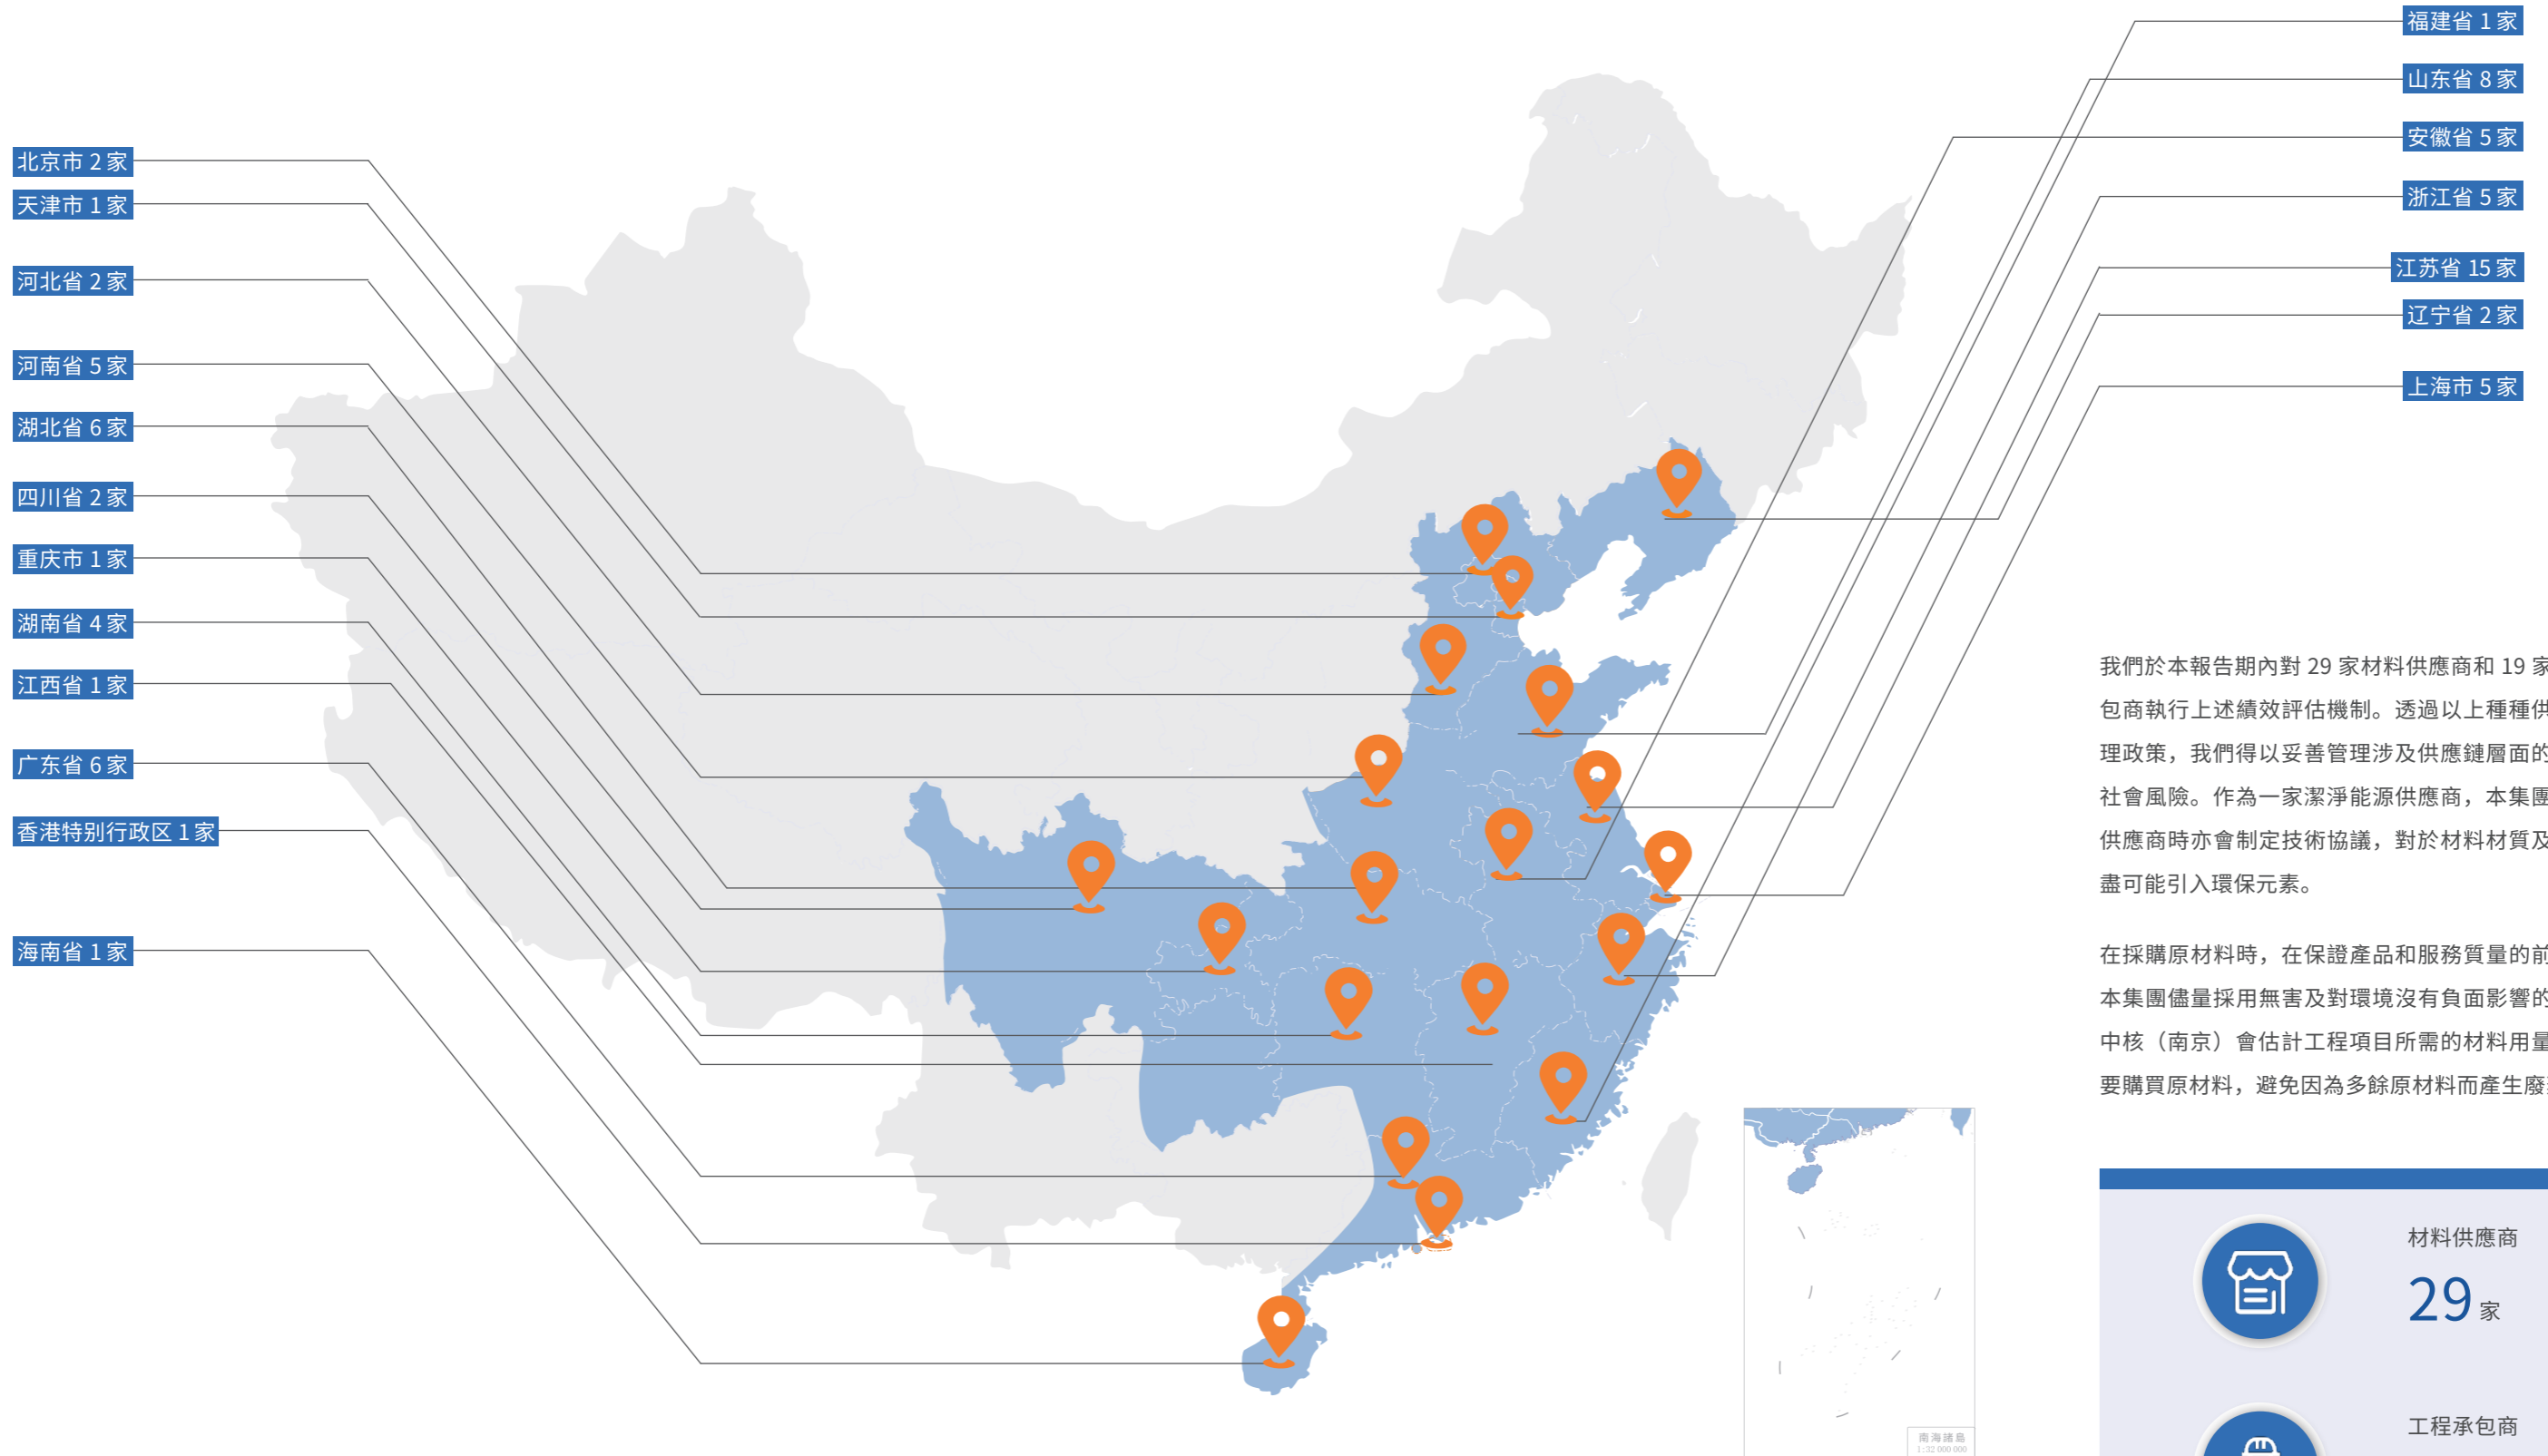 北京市 2 家
天津市 1 家
河北省 2 家
河南省 5 家
湖北省 6 家
四川省 2 家
重庆市 1 家
湖南省 4 家
江西省 1 家
广东省 6 家
香港特别行政区 1 家
海南省 1 家
福建省 1 家
山东省 8 家
安徽省 5 家
浙江省 5 家
江苏省 15 家
辽宁省 2 家
上海市 5 家
我們於本報告期內對 29 家材料供應商和 19 家
包商執行上述績效評估機制。透過以上種種供
理政策，我們得以妥善管理涉及供應鏈層面的
社會風險。作為一家潔淨能源供應商，本集團
供應商時亦會制定技術協議，對於材料材質及
盡可能引入環保元素。
在採購原材料時，在保證產品和服務質量的前
本集團儘量採用無害及對環境沒有負面影響的
中核（南京）會估計工程項目所需的材料用量
要購買原材料，避免因為多餘原材料而產生廢
材料供應商
29 家
工程承包商
南海諸島
1:32 000 000